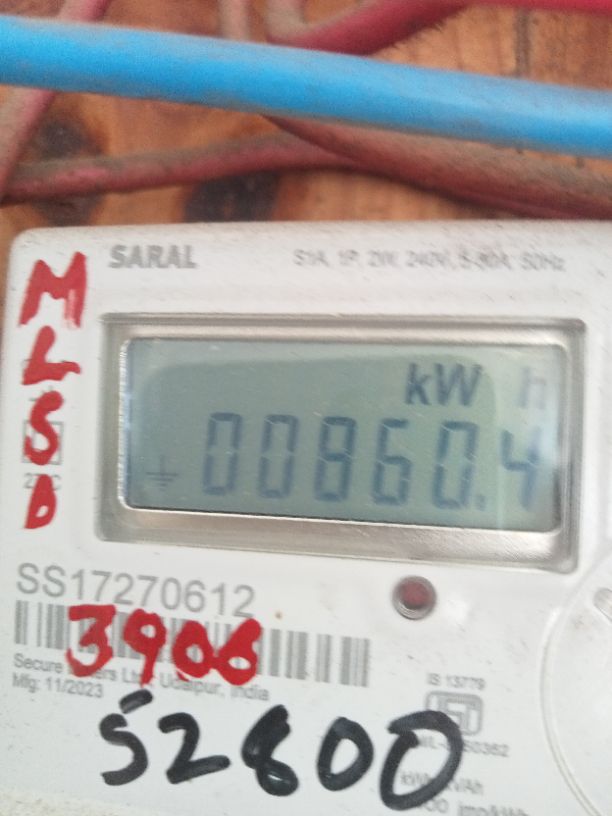 SARAL
S1A, 1P, 2W, 240V, 5-60A, 50Hz
MLSD
kW h
00860.4
SS17270612
3906
Secure Meters Ltd., Udaipur, India
Mfg: 11/2023
IS 13779
52800